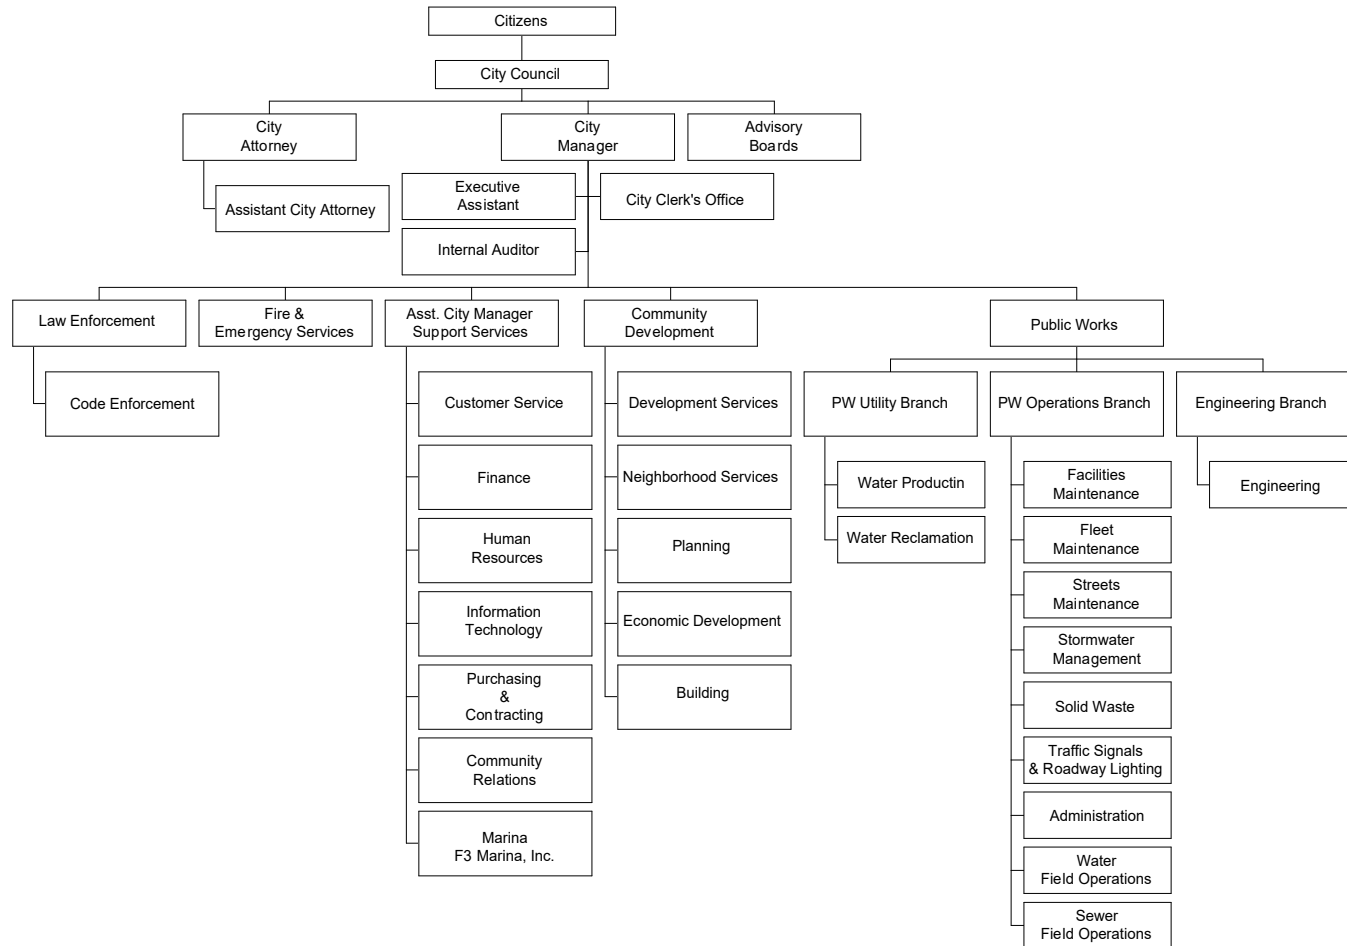 Citizens
City Council
City
Attorney
City
Manager
Advisory
Boards
Executive
Assistant
City Clerk's Office
Assistant City Attorney
Internal Auditor
Law Enforcement
Fire &
Emergency Services
Asst. City Manager
Support Services
Community
Development
Public Works
Code Enforcement
Customer Service
Finance
Human
Resources
Information
Technology
Purchasing
&
Contracting
Community
Relations
Marina
F3 Marina, Inc.
Development Services
Neighborhood Services
Planning
Economic Development
Building
PW Utility Branch
Water Productin
Water Reclamation
PW Operations Branch
Facilities
Maintenance
Fleet
Maintenance
Streets
Maintenance
Stormwater
Management
Solid Waste
Traffic Signals
& Roadway Lighting
Administration
Water
Field Operations
Sewer
Field Operations
Engineering Branch
Engineering